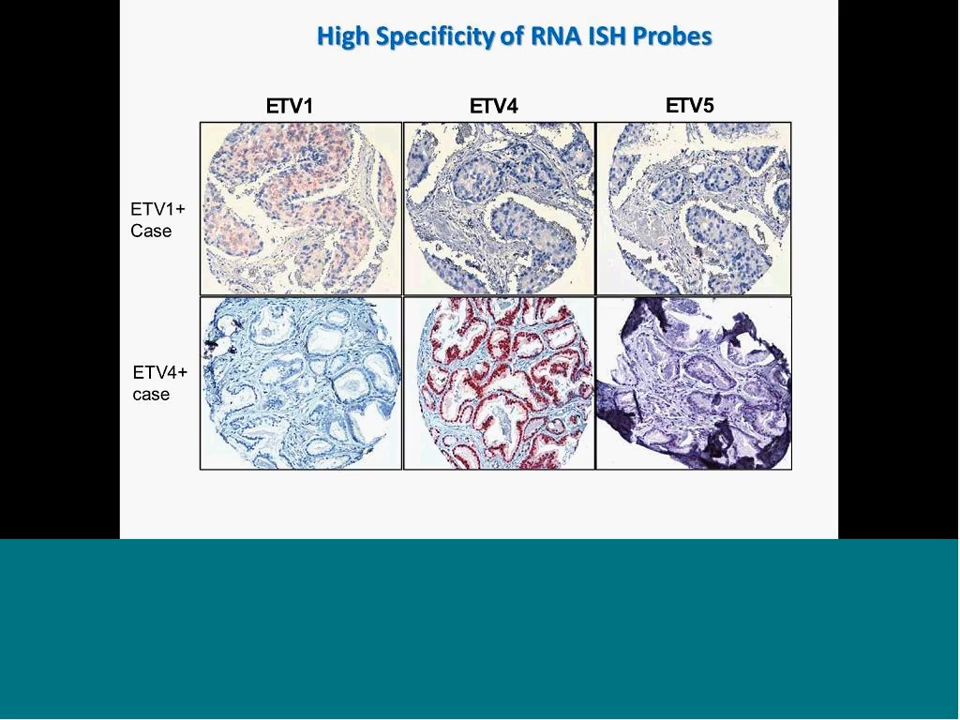 High Specificity of RNA ISH Probes
ETV1 ETV4 ETV5
ETV1+
Case
ETV4+
case